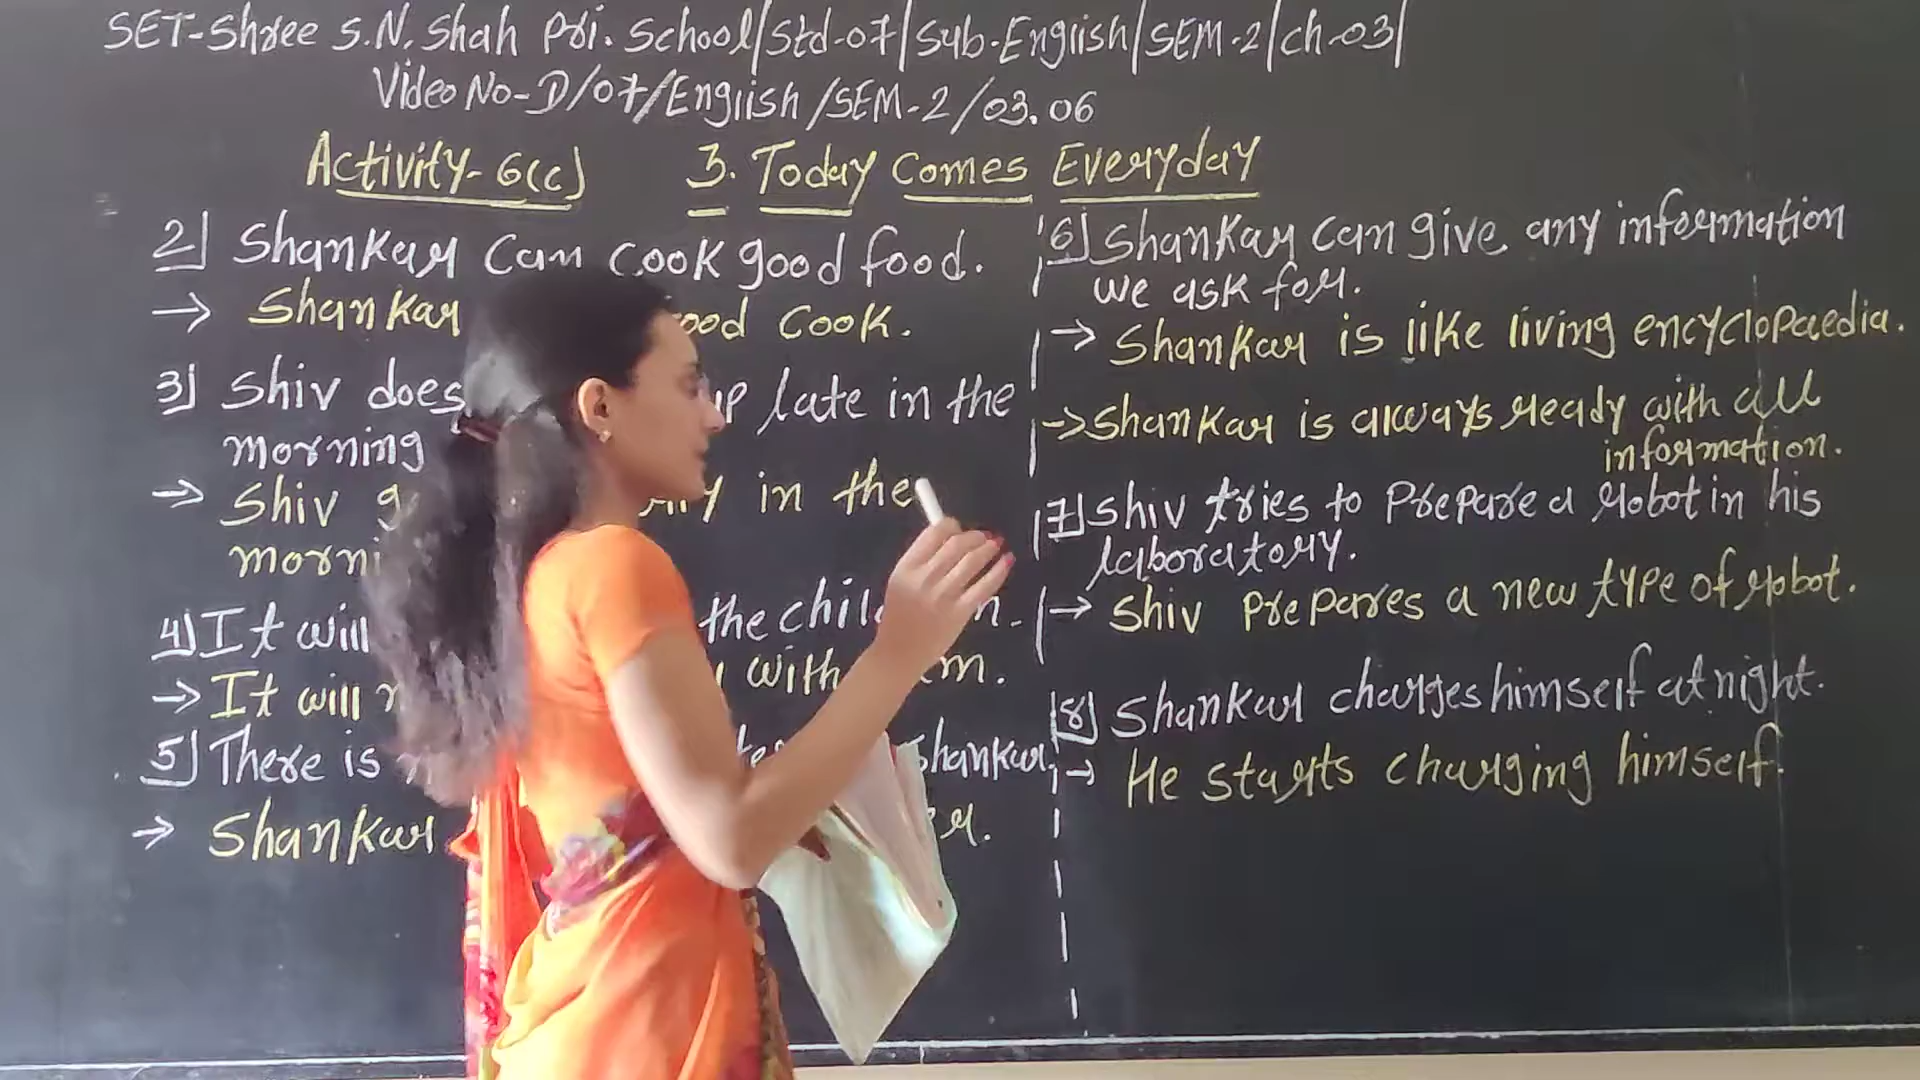 SET-Shree S.N. Shah Pri. School/Std-07/Sub-English/SEM-2/ch-03/
Video No-D/07/English/SEM-2/03.06
Activity-6(c) 3. Today Comes Everyday
2] Shankar can cook good food.
→ Shankar cook.
3] Shiv does late in the
morning
→ Shiv in the
4] It will the
→ It will with
5] There is Shankar
→ Shankar
6] Shankar can give any information
we ask for.
→ Shankar is like living encyclopaedia.
→ Shankar is always ready with all
information.
7] Shiv tries to prepare a robot in his
laboratory.
→ Shiv prepares a new type of robot.
8] Shankar charges himself at night.
→ He starts charging himself.